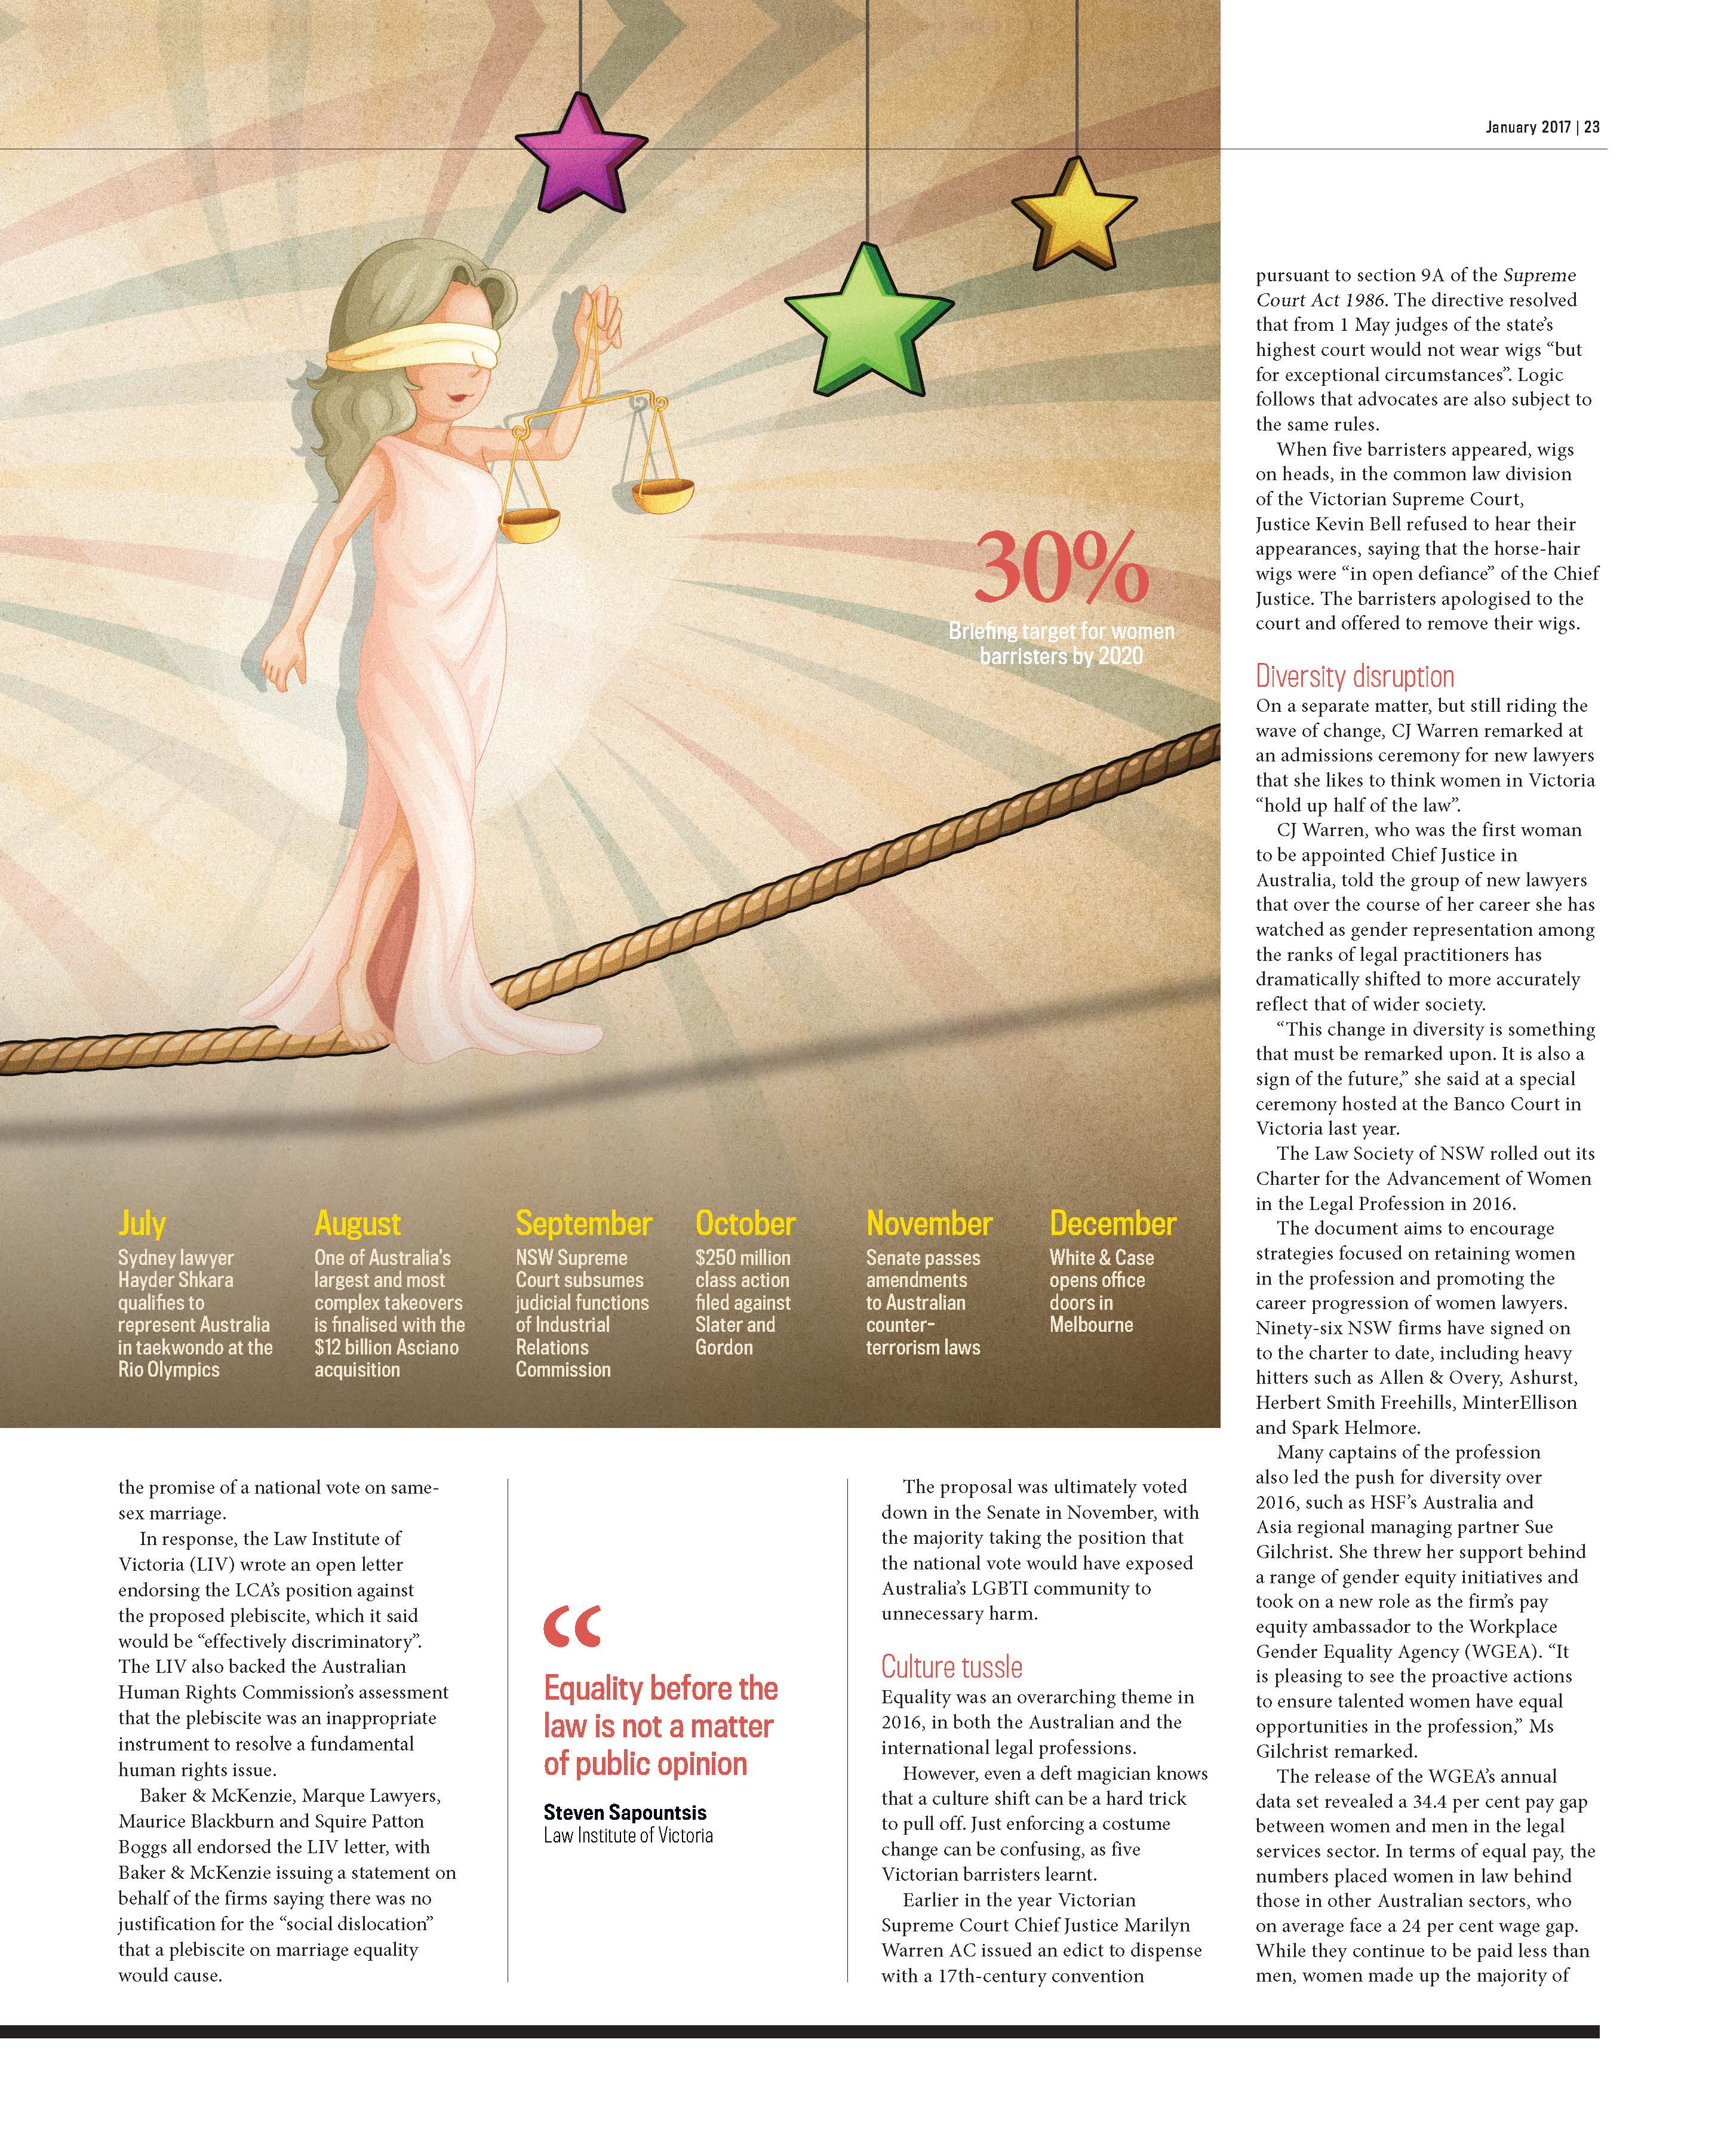 January 2017 | 23
30%
Briefing target for women
barristers by 2020
July
Sydney lawyer
Hayder Shkara
qualifies to
represent Australia
in taekwondo at the
Rio Olympics
August
One of Australia’s
largest and most
complex takeovers
is finalised with the
$12 billion Asciano
acquisition
September
NSW Supreme
Court subsumes
judicial functions
of Industrial
Relations
Commission
October
$250 million
class action
filed against
Slater and
Gordon
November
Senate passes
amendments
to Australian
counter-
terrorism laws
December
White & Case
opens office
doors in
Melbourne
the promise of a national vote on same-
sex marriage.
In response, the Law Institute of
Victoria (LIV) wrote an open letter
endorsing the LCA’s position against
the proposed plebiscite, which it said
would be “effectively discriminatory”.
The LIV also backed the Australian
Human Rights Commission’s assessment
that the plebiscite was an inappropriate
instrument to resolve a fundamental
human rights issue.
Baker & McKenzie, Marque Lawyers,
Maurice Blackburn and Squire Patton
Boggs all endorsed the LIV letter, with
Baker & McKenzie issuing a statement on
behalf of the firms saying there was no
justification for the “social dislocation”
that a plebiscite on marriage equality
would cause.
“
Equality before the
law is not a matter
of public opinion
Steven Sapountsis
Law Institute of Victoria
The proposal was ultimately voted
down in the Senate in November, with
the majority taking the position that
the national vote would have exposed
Australia’s LGBTI community to
unnecessary harm.
Culture tussle
Equality was an overarching theme in
2016, in both the Australian and the
international legal professions.
However, even a deft magician knows
that a culture shift can be a hard trick
to pull off. Just enforcing a costume
change can be confusing, as five
Victorian barristers learnt.
Earlier in the year Victorian
Supreme Court Chief Justice Marilyn
Warren AC issued an edict to dispense
with a 17th-century convention
pursuant to section 9A of the Supreme
Court Act 1986. The directive resolved
that from 1 May judges of the state’s
highest court would not wear wigs “but
for exceptional circumstances”. Logic
follows that advocates are also subject to
the same rules.
When five barristers appeared, wigs
on heads, in the common law division
of the Victorian Supreme Court,
Justice Kevin Bell refused to hear their
appearances, saying that the horse-hair
wigs were “in open defiance” of the Chief
Justice. The barristers apologised to the
court and offered to remove their wigs.
Diversity disruption
On a separate matter, but still riding the
wave of change, CJ Warren remarked at
an admissions ceremony for new lawyers
that she likes to think women in Victoria
“hold up half of the law”.
CJ Warren, who was the first woman
to be appointed Chief Justice in
Australia, told the group of new lawyers
that over the course of her career she has
watched as gender representation among
the ranks of legal practitioners has
dramatically shifted to more accurately
reflect that of wider society.
“This change in diversity is something
that must be remarked upon. It is also a
sign of the future,” she said at a special
ceremony hosted at the Banco Court in
Victoria last year.
The Law Society of NSW rolled out its
Charter for the Advancement of Women
in the Legal Profession in 2016.
The document aims to encourage
strategies focused on retaining women
in the profession and promoting the
career progression of women lawyers.
Ninety-six NSW firms have signed on
to the charter to date, including heavy
hitters such as Allen & Overy, Ashurst,
Herbert Smith Freehills, MinterEllison
and Spark Helmore.
Many captains of the profession
also led the push for diversity over
2016, such as HSF’s Australia and
Asia regional managing partner Sue
Gilchrist. She threw her support behind
a range of gender equity initiatives and
took on a new role as the firm’s pay
equity ambassador to the Workplace
Gender Equality Agency (WGEA). “It
is pleasing to see the proactive actions
to ensure talented women have equal
opportunities in the profession,” Ms
Gilchrist remarked.
The release of the WGEA’s annual
data set revealed a 34.4 per cent pay gap
between women and men in the legal
services sector. In terms of equal pay, the
numbers placed women in law behind
those in other Australian sectors, who
on average face a 24 per cent wage gap.
While they continue to be paid less than
men, women made up the majority of